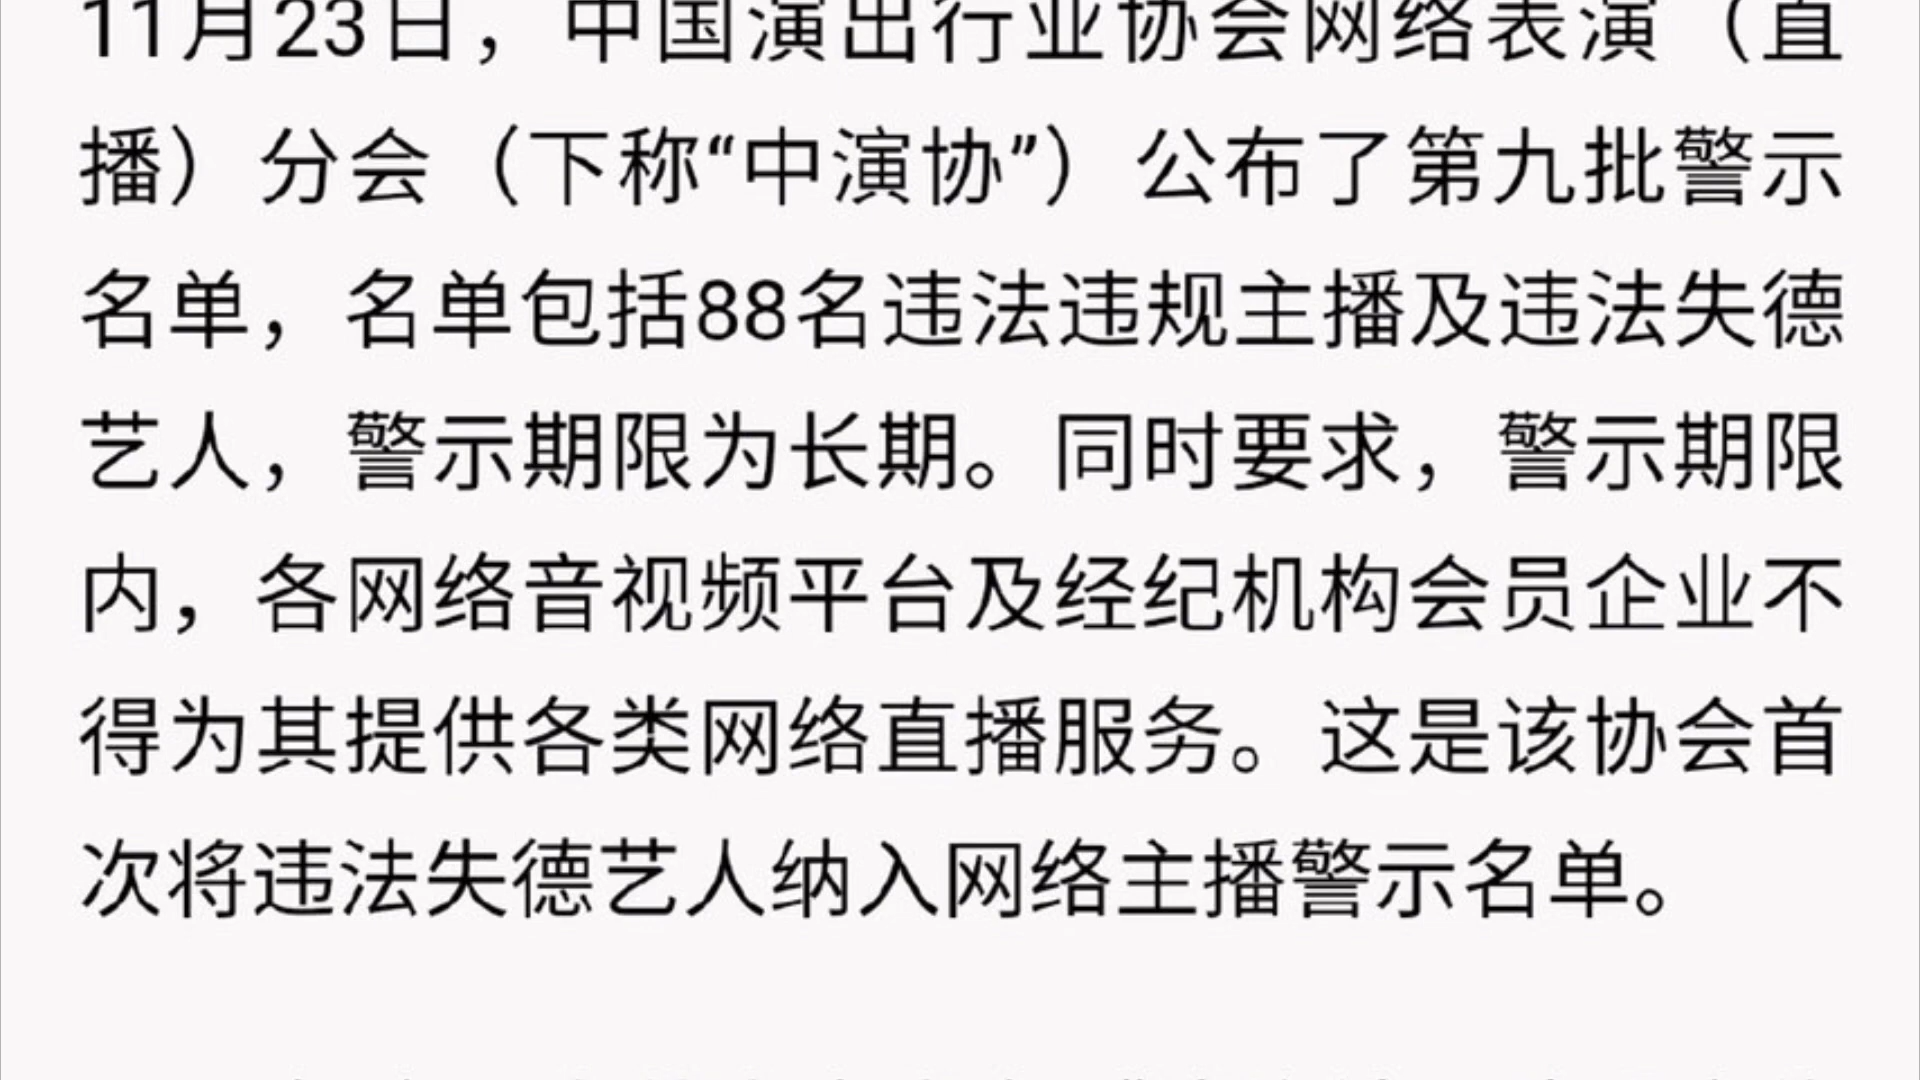 11月23日，中国演出行业协会网络表演（直
播）分会（下称“中演协”）公布了第九批警示
名单，名单包括88名违法违规主播及违法失德
艺人，警示期限为长期。同时要求，警示期限
内，各网络音视频平台及经纪机构会员企业不
得为其提供各类网络直播服务。这是该协会首
次将违法失德艺人纳入网络主播警示名单。